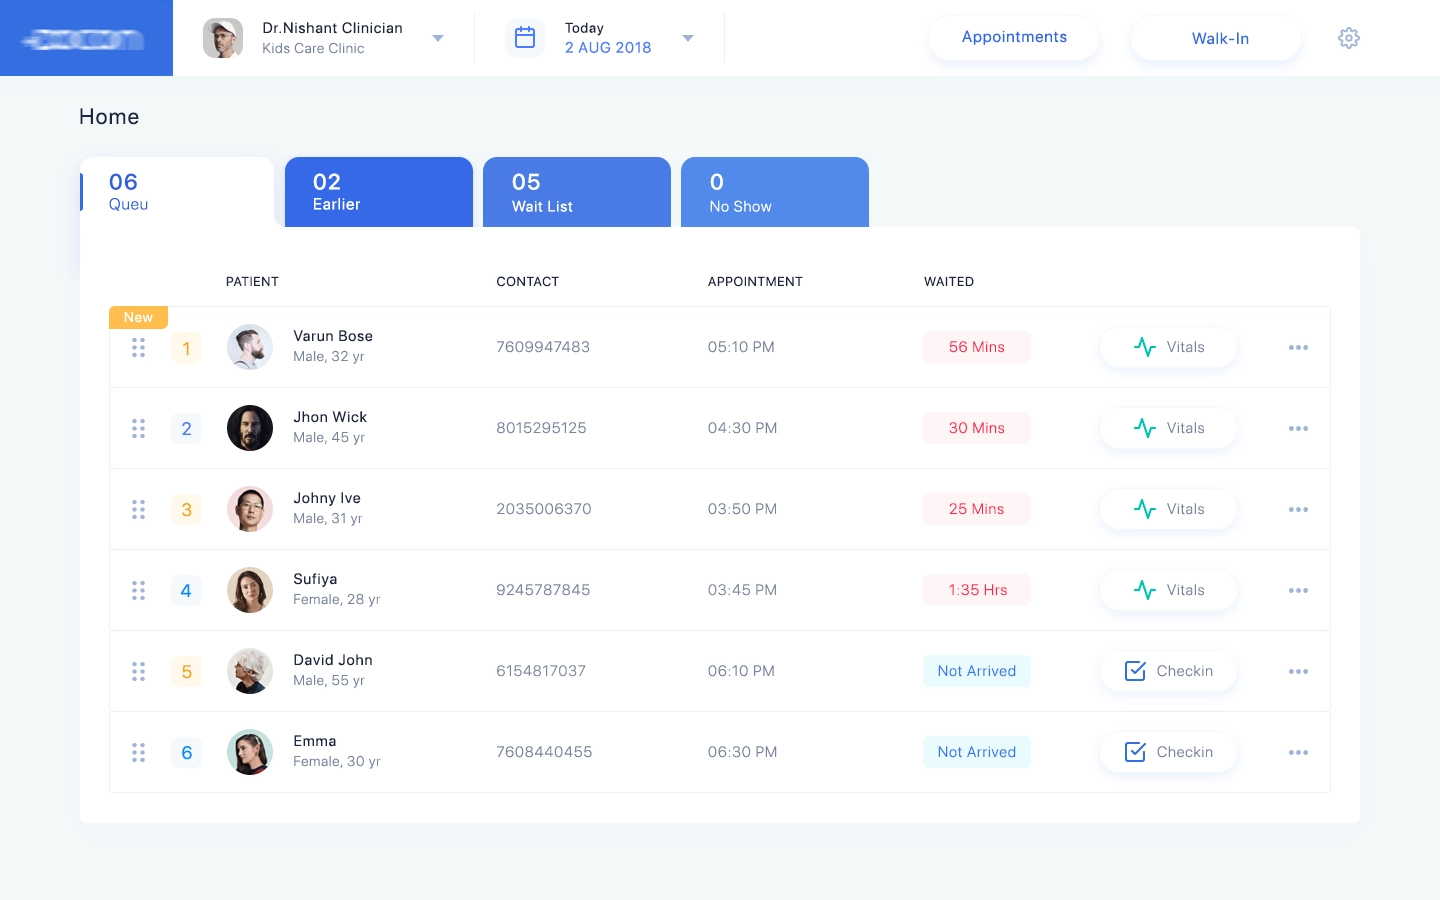 Dr.Nishant Clinician
Kids Care Clinic
Today
2 AUG 2018
Appointments
Walk-In
Home
06
Queu
02
Earlier
05
Wait List
0
No Show
PATIENT CONTACT APPOINTMENT WAITED
New
1 Varun Bose 7609947483 05:10 PM 56 Mins Vitals
Male, 32 yr
2 Jhon Wick 8015295125 04:30 PM 30 Mins Vitals
Male, 45 yr
3 Johny Ive 2035006370 03:50 PM 25 Mins Vitals
Male, 31 yr
4 Sufiya 9245787845 03:45 PM 1:35 Hrs Vitals
Female, 28 yr
5 David John 6154817037 06:10 PM Not Arrived Checkin
Male, 55 yr
6 Emma 7608440455 06:30 PM Not Arrived Checkin
Female, 30 yr